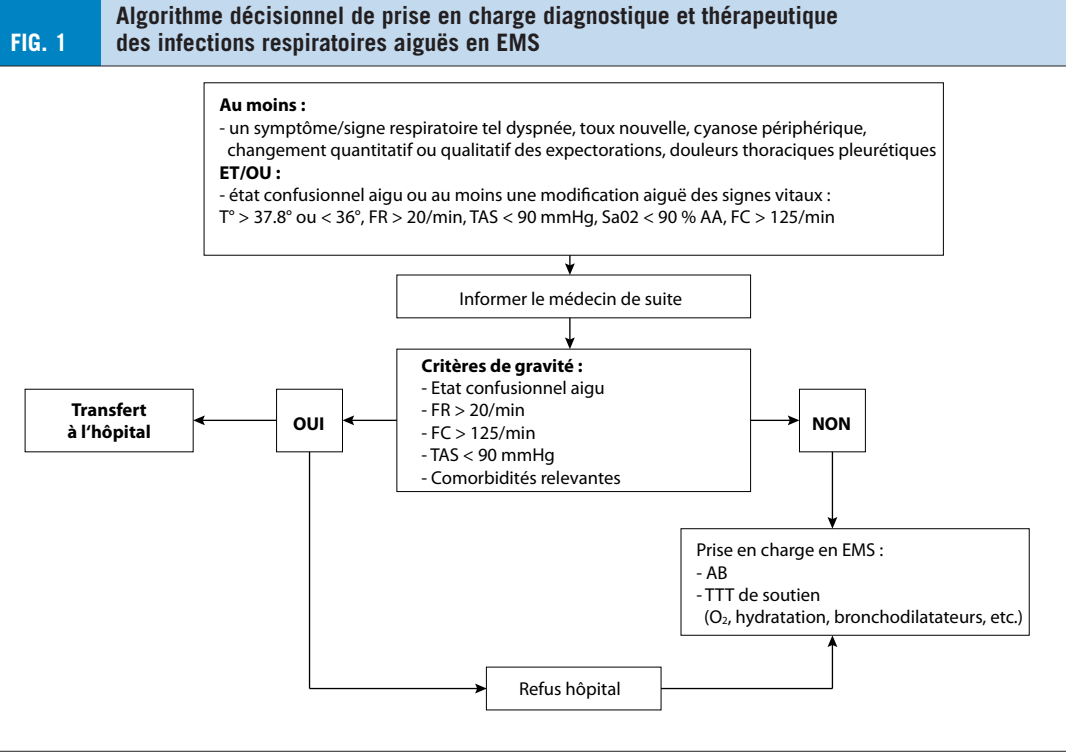 FIG. 1
Algorithme décisionnel de prise en charge diagnostique et thérapeutique
des infections respiratoires aiguës en EMS
Au moins :
- un symptôme/signe respiratoire tel dyspnée, toux nouvelle, cyanose périphérique,
changement quantitatif ou qualitatif des expectorations, douleurs thoraciques pleurétiques
ET/OU :
- état confusionnel aigu ou au moins une modification aiguë des signes vitaux :
T° > 37.8° ou < 36°, FR > 20/min, TAS < 90 mmHg, Sa02 < 90 % AA, FC > 125/min
Informer le médecin de suite
Critères de gravité :
- Etat confusionnel aigu
- FR > 20/min
- FC > 125/min
- TAS < 90 mmHg
- Comorbidités relevantes
Transfert
à l'hôpital
OUI
NON
Prise en charge en EMS :
- AB
- TTT de soutien
(O₂, hydratation, bronchodilatateurs, etc.)
Refus hôpital